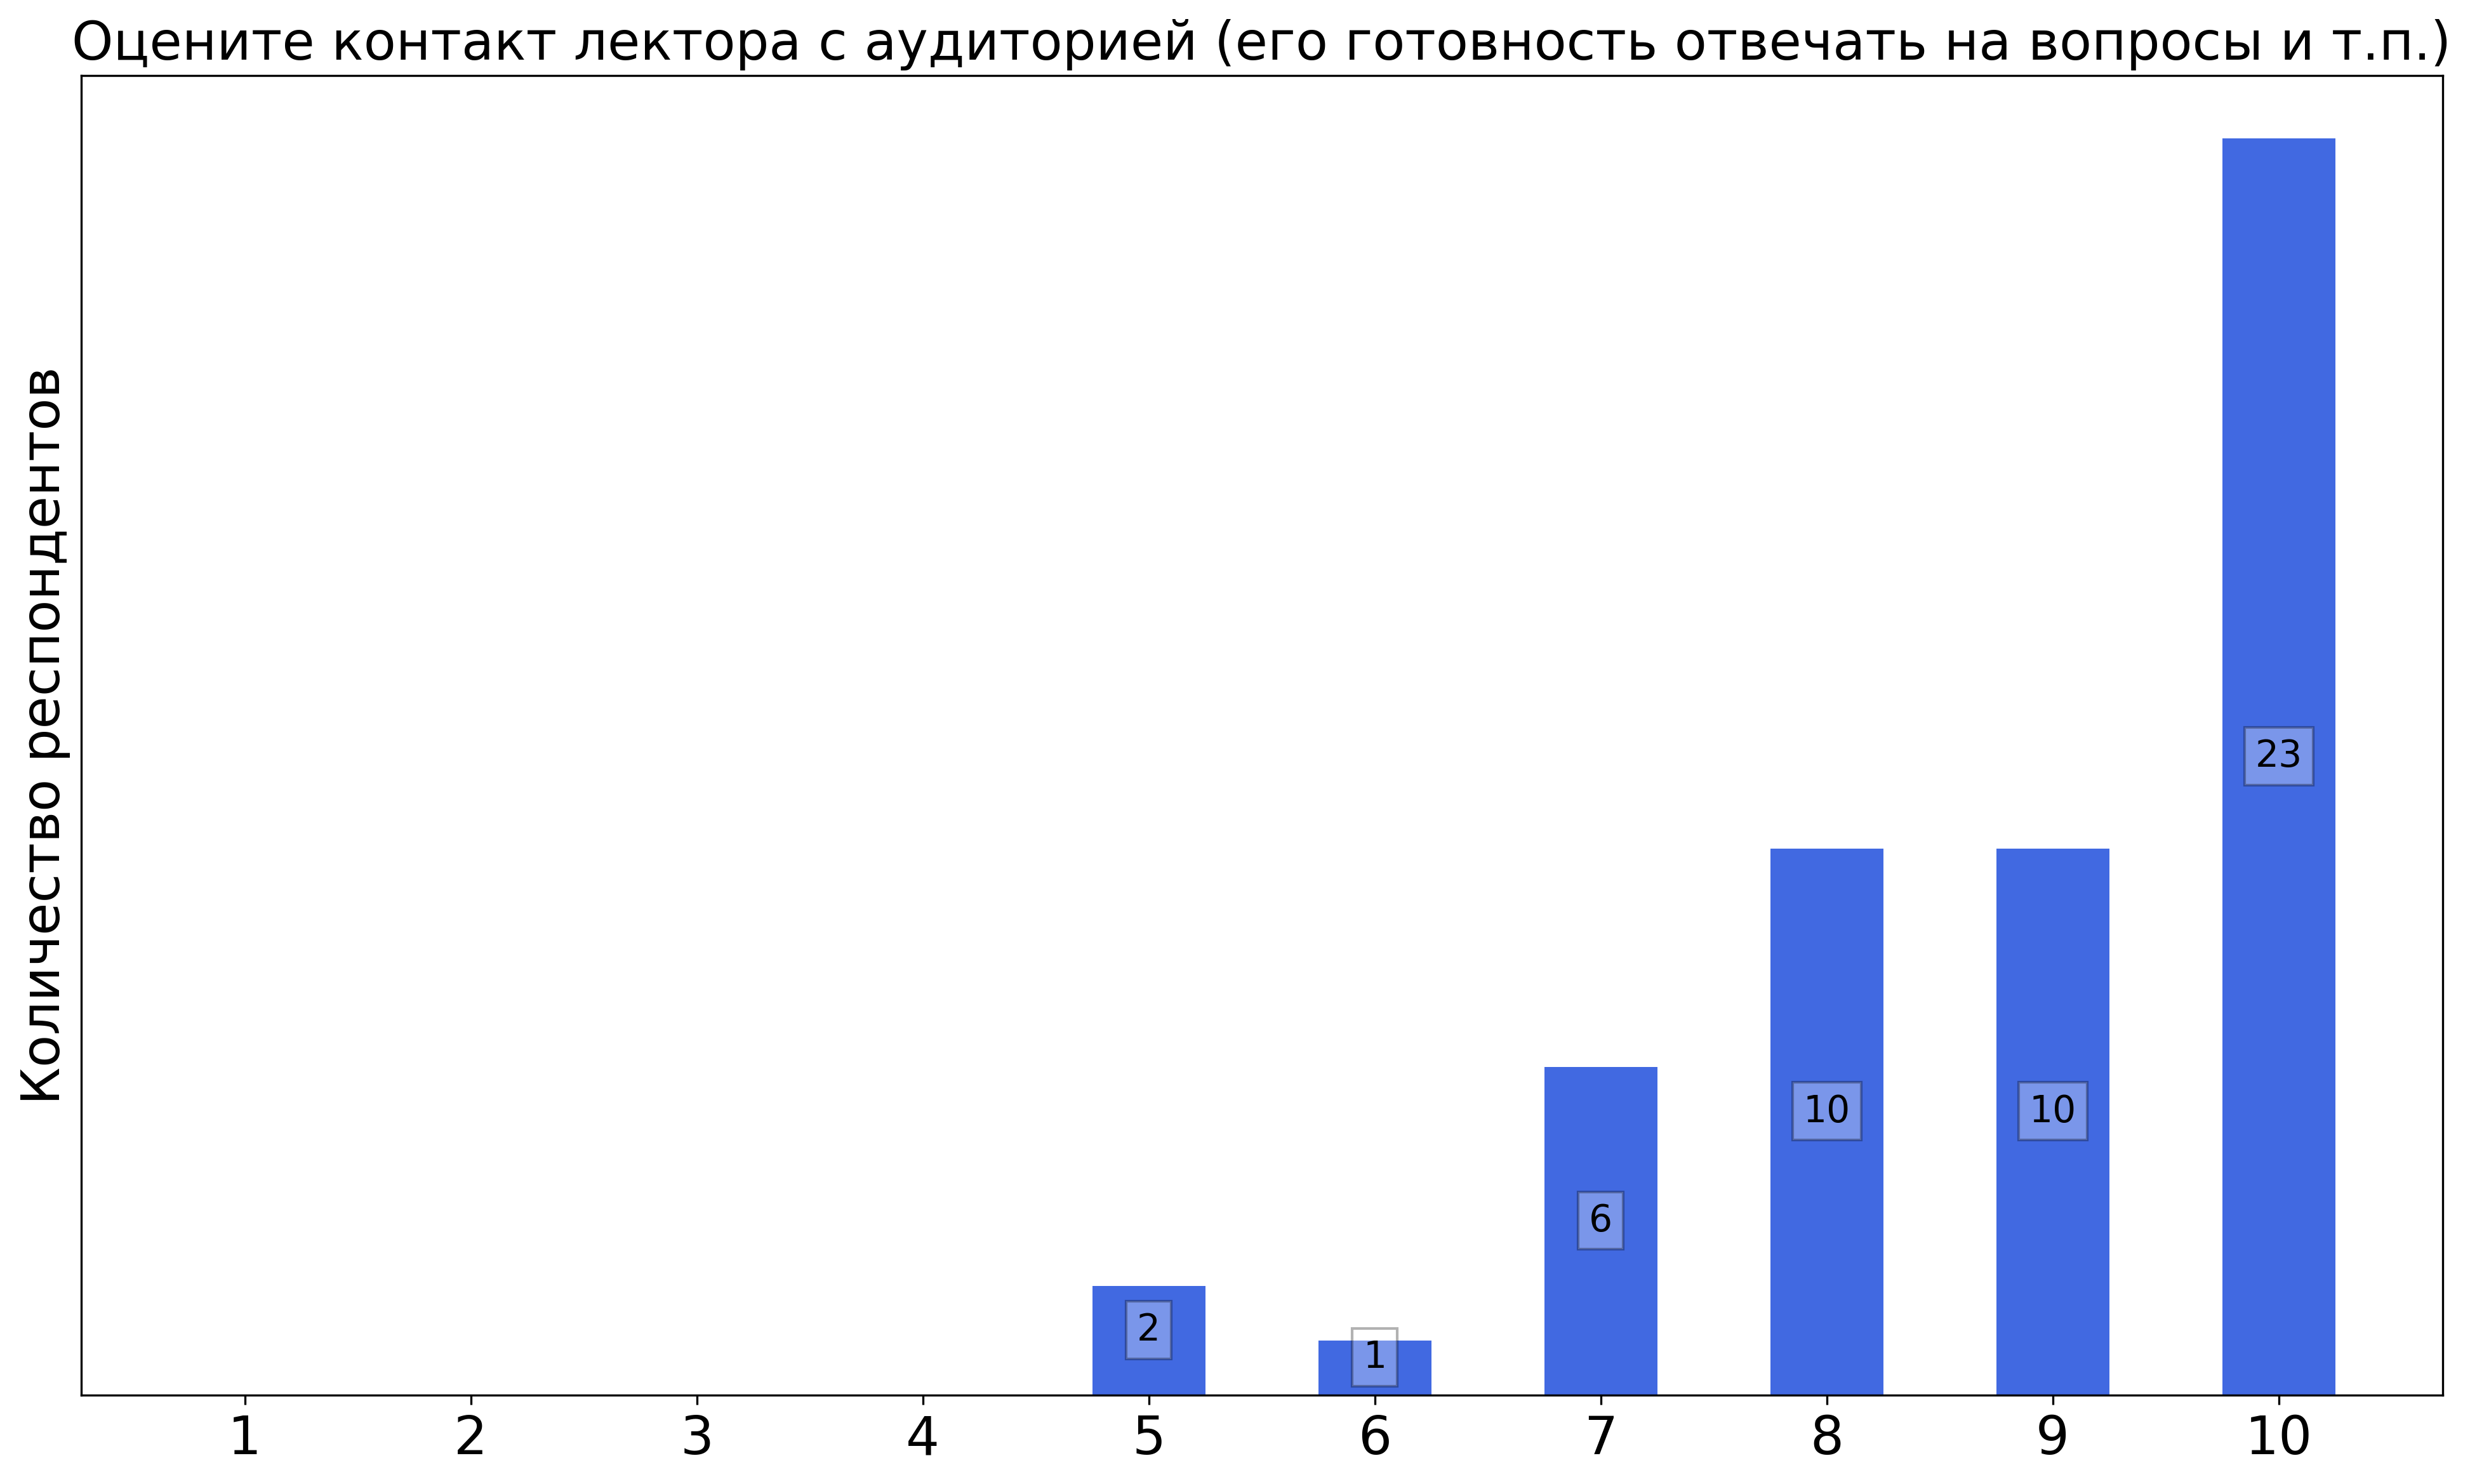 Оцените контакт лектора с аудиторией (его готовность отвечать на вопросы и т.п.)
Количество респондентов
23
10
10
6
2
1
1 2 3 4 5 6 7 8 9 10